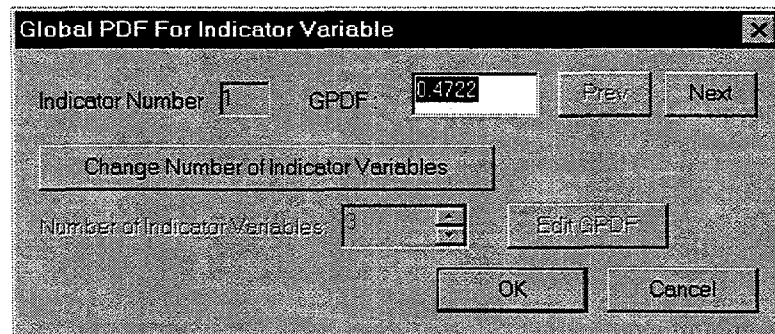 Global PDF For Indicator Variable
Indicator Number 1 GPDF: 0.4722 Prev Next
Change Number of Indicator Variables
Number of Indicator Variables 3 Edit GPDF
OK Cancel